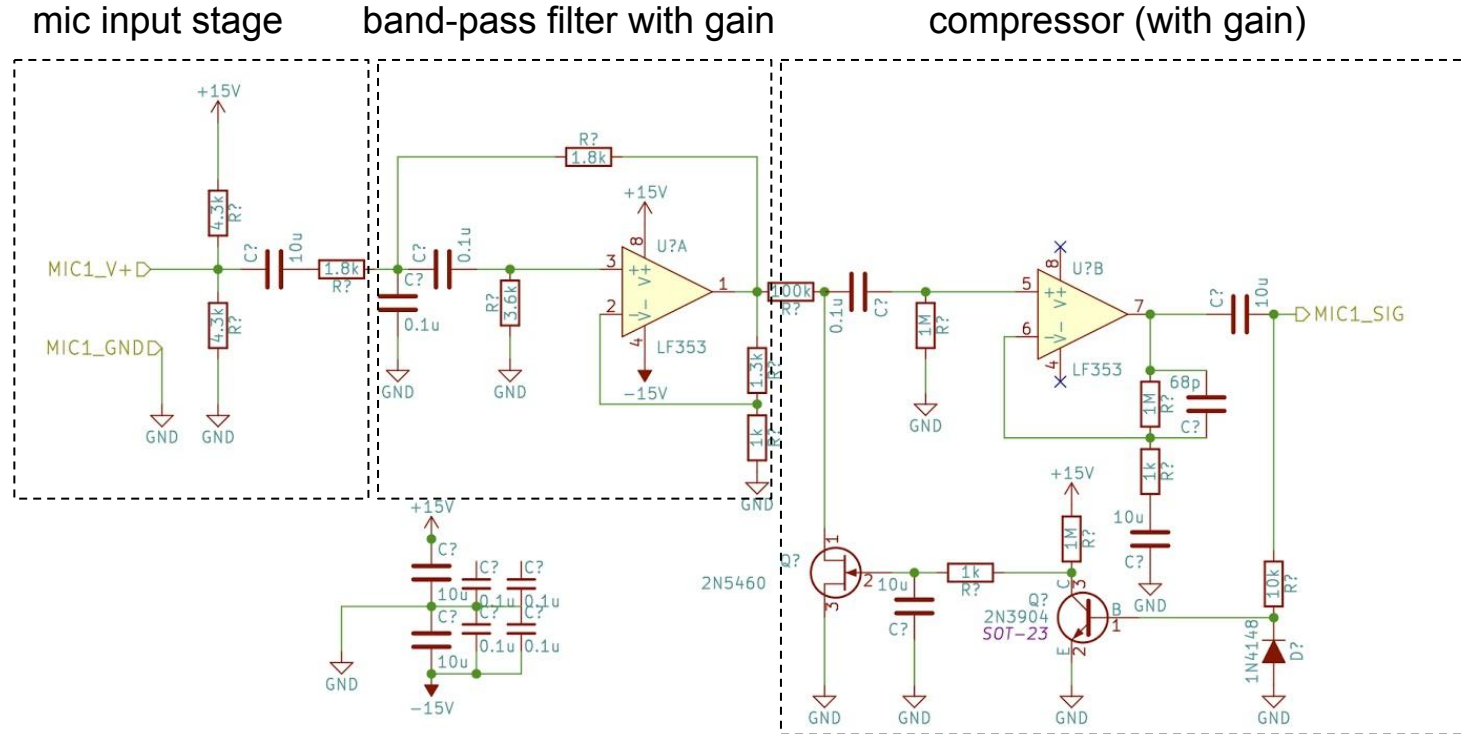 mic input stage
band-pass filter with gain
compressor (with gain)
+15V
4.3k
R?
MIC1_V+
C?
10u
1.8k
R?
4.3k
R?
MIC1_GND
GND
GND
R?
1.8k
+15V
C?
0.1u
8
U?A
3
+
V+
1
2
-
V-
4
LF353
-15V
C?
0.1u
R?
3.6k
GND
GND
1.3k
R?
1k
R?
GND
100k
R?
0.1u
C?
1M
R?
GND
8
U?B
5
+
V+
7
6
-
V-
4
LF353
C?
10u
MIC1_SIG
68p
1M
R?
C?
1k
R?
10u
C?
GND
+15V
1M
R?
Q?
1
2
3
2N5460
10u
C?
1k
R?
C
3
Q?
2N3904
SOT-23
B
1
E
2
10k
R?
1N4148
D?
GND
GND
GND
GND
+15V
C?
10u
C?
0.1u
C?
0.1u
C?
10u
C?
0.1u
C?
0.1u
GND
-15V